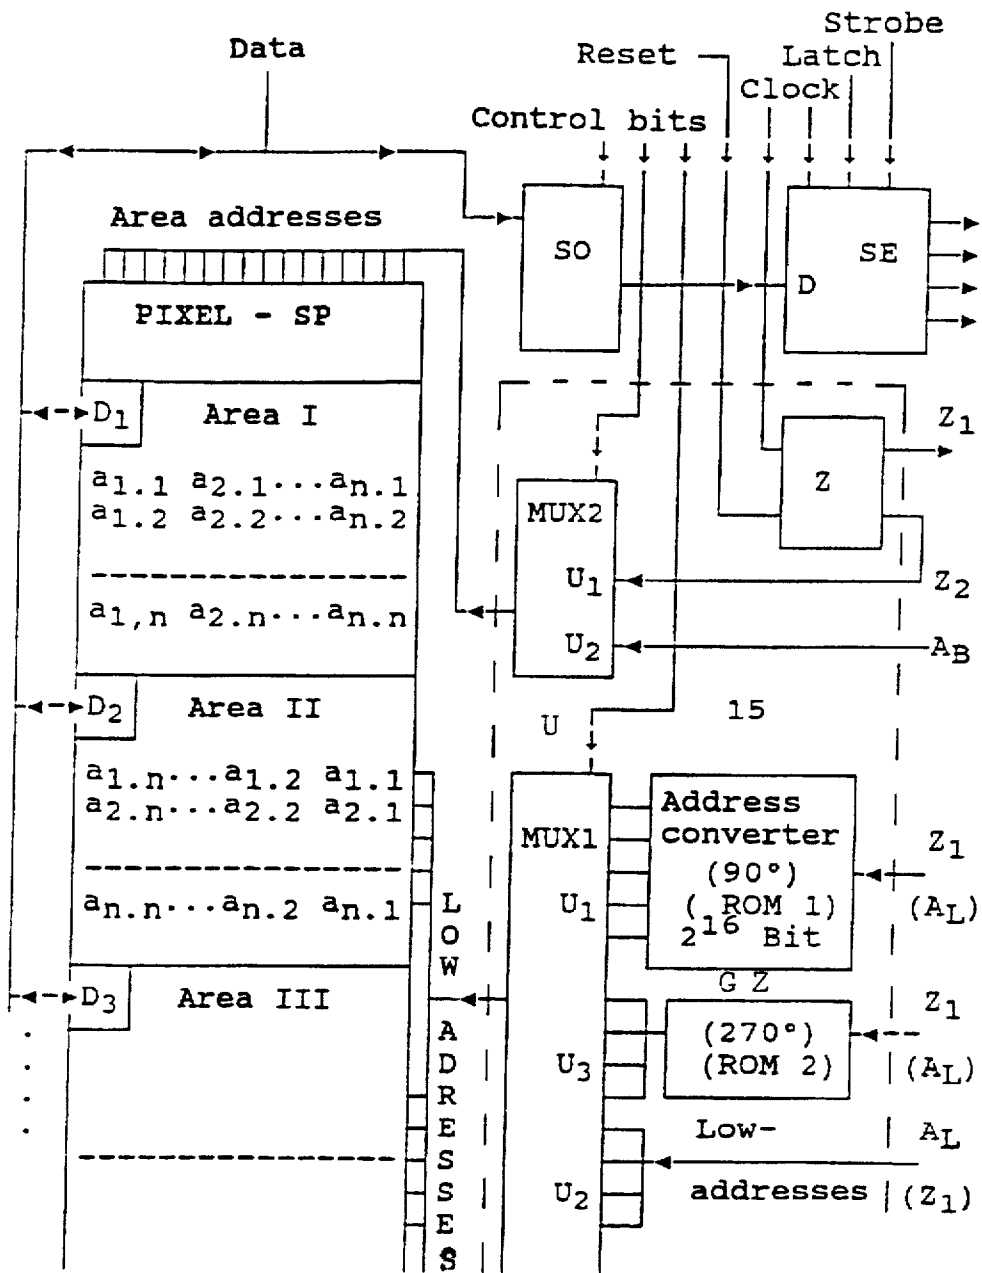 Strobe
Data
Reset
Latch
Clock
Control bits
Area addresses
SO
SE
D
PIXEL - SP
D1
Area I
Z1
a1.1 a2.1...an.1
a1.2 a2.2...an.2
Z
MUX2
U1
Z2
a1,n a2.n...an.n
U2
AB
D2
Area II
U
15
a1.n...a1.2 a1.1
a2.n...a2.2 a2.1
an.n...an.2 an.1
MUX1
U1
Address
converter
(90°)
( ROM 1)
2^16 Bit
Z1
(AL)
D3
Area III
LOW ADRESSES
G Z
U3
(270°)
(ROM 2)
Z1
(AL)
Low-
addresses
U2
AL
(Z1)